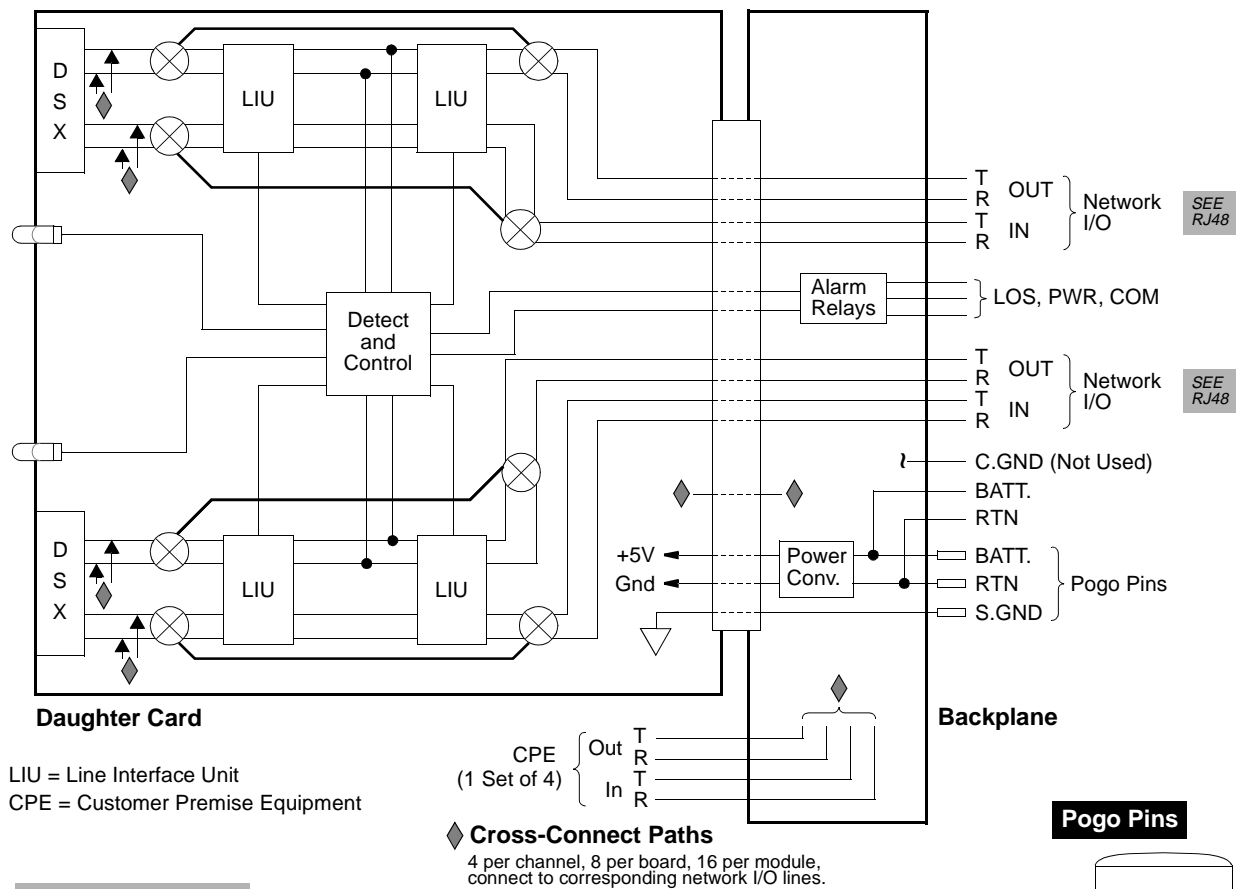 D
S
X
LIU
LIU
T
R
OUT
T
R
IN
Network
I/O
SEE
RJ48
Alarm
Relays
LOS, PWR, COM
Detect
and
Control
T
R
OUT
T
R
IN
Network
I/O
SEE
RJ48
C.GND (Not Used)
BATT.
RTN
D
S
X
LIU
LIU
+5V
Gnd
Power
Conv.
BATT.
RTN
S.GND
Pogo Pins
Daughter Card
Backplane
CPE
(1 Set of 4)
Out
T
R
In
T
R
LIU = Line Interface Unit
CPE = Customer Premise Equipment
Cross-Connect Paths
4 per channel, 8 per board, 16 per module,
connect to corresponding network I/O lines.
Pogo Pins